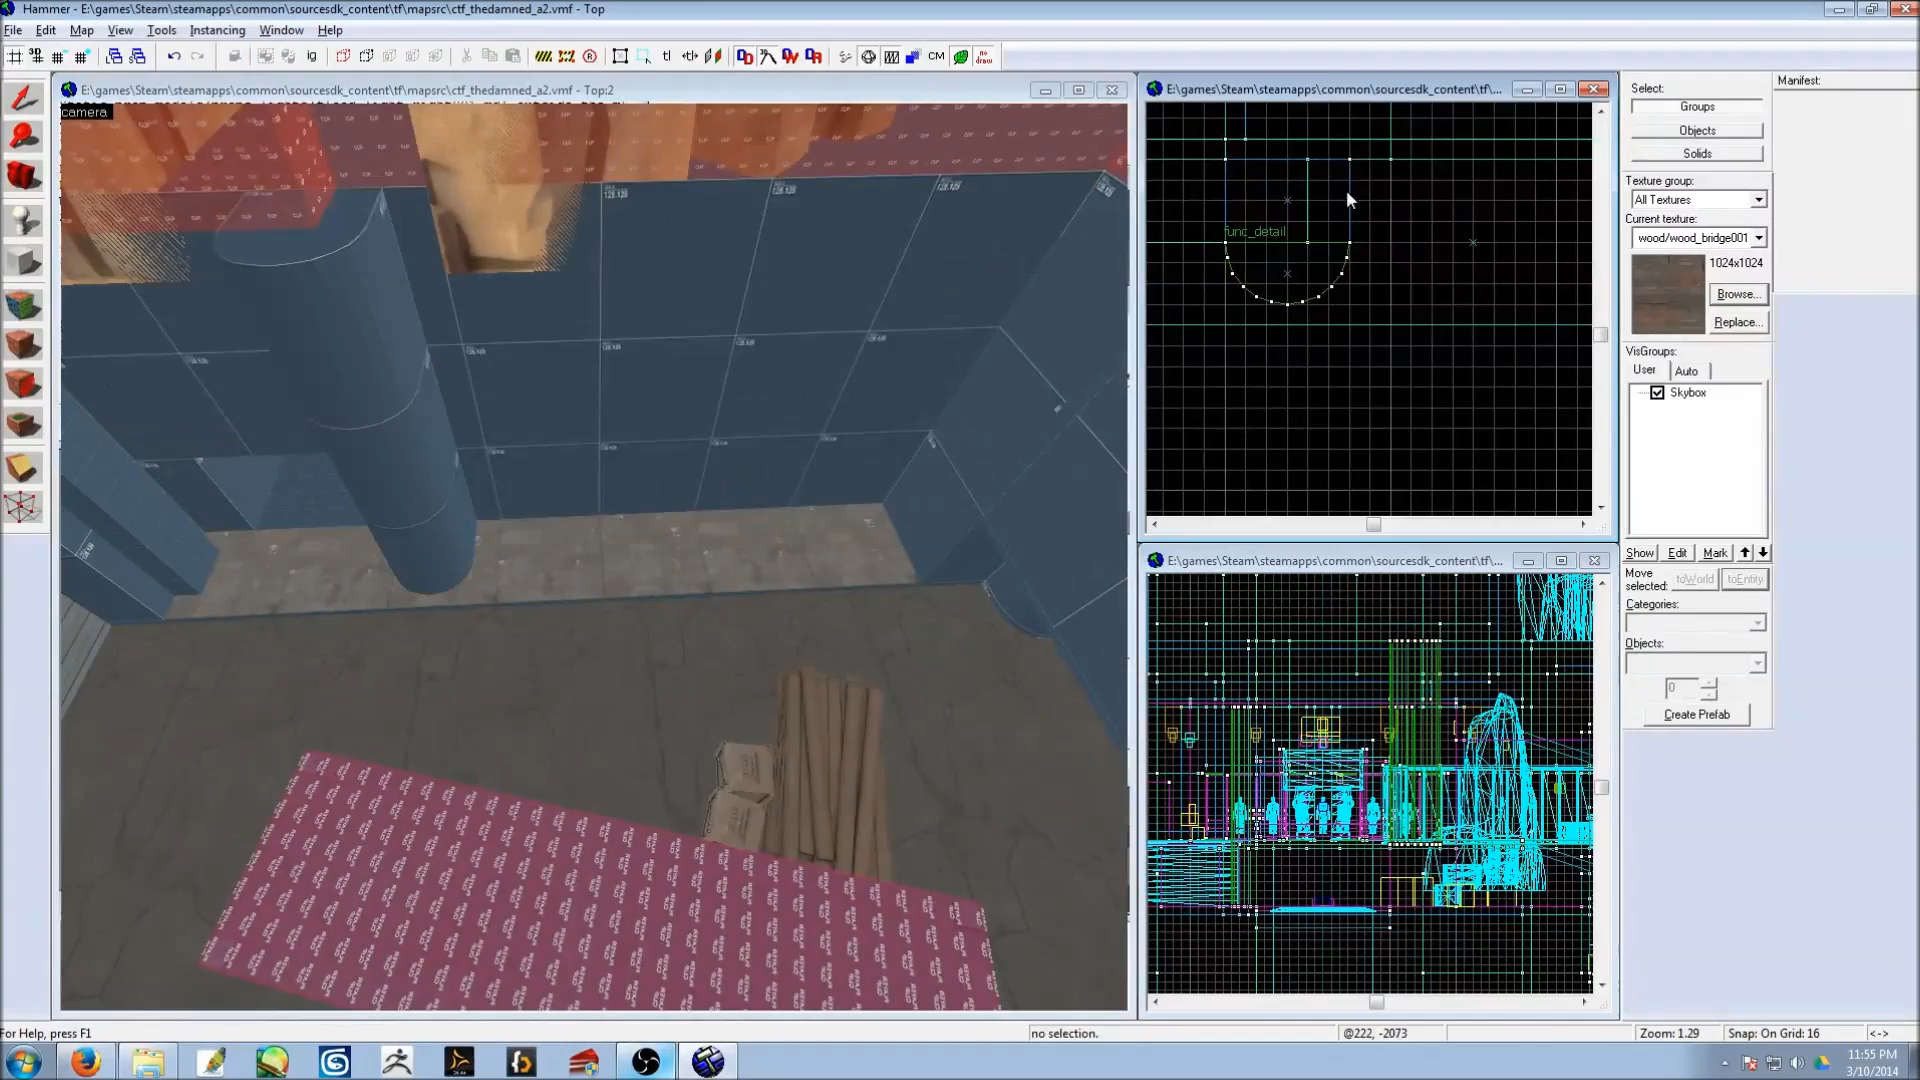 Hammer - E:\games\Steam\steamapps\common\sourcesdk_content\tf\mapsrc\ctf_thedamned_a2.vmf - Top
File Edit Map View Tools Instancing Window Help
E:\games\Steam\steamapps\common\sourcesdk_content\tf\mapsrc\ctf_thedamned_a2.vmf - Top:2
camera
E:\games\Steam\steamapps\common\sourcesdk_content\tf\...
func_detail
E:\games\Steam\steamapps\common\sourcesdk_content\tf\...
Select:
Groups
Objects
Solids
Texture group:
All Textures
Current texture:
wood/wood_bridge001
1024x1024
Browse...
Replace...
VisGroups:
User Auto
Skybox
Show Edit Mark
Move selected:
toWorld toEntity
Categories:
Objects:
0
Create Prefab
Manifest:
For Help, press F1
no selection.
@222, -2073
Zoom: 1.29
Snap: On Grid: 16
<->
11:55 PM
3/10/2014